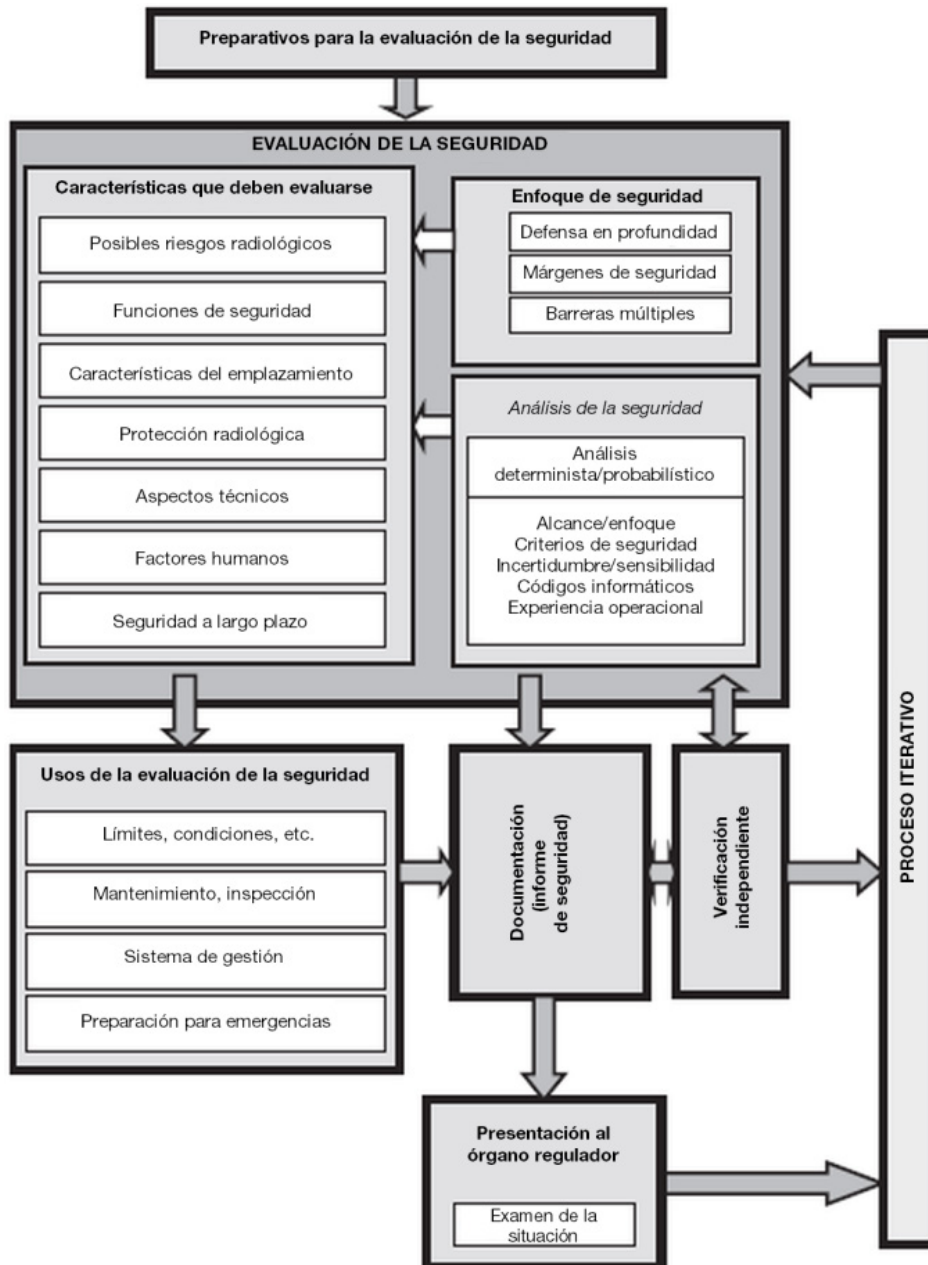 Preparativos para la evaluación de la seguridad
EVALUACIÓN DE LA SEGURIDAD
Características que deben evaluarse
Posibles riesgos radiológicos
Funciones de seguridad
Características del emplazamiento
Protección radiológica
Aspectos técnicos
Factores humanos
Seguridad a largo plazo
Enfoque de seguridad
Defensa en profundidad
Márgenes de seguridad
Barreras múltiples
Análisis de la seguridad
Análisis
determinista/probabilístico
Alcance/enfoque
Criterios de seguridad
Incertidumbre/sensibilidad
Códigos informáticos
Experiencia operacional
Usos de la evaluación de la seguridad
Límites, condiciones, etc.
Mantenimiento, inspección
Sistema de gestión
Preparación para emergencias
Documentación
(informe
de seguridad)
Verificación
independiente
PROCESO ITERATIVO
Presentación al
órgano regulador
Examen de la
situación